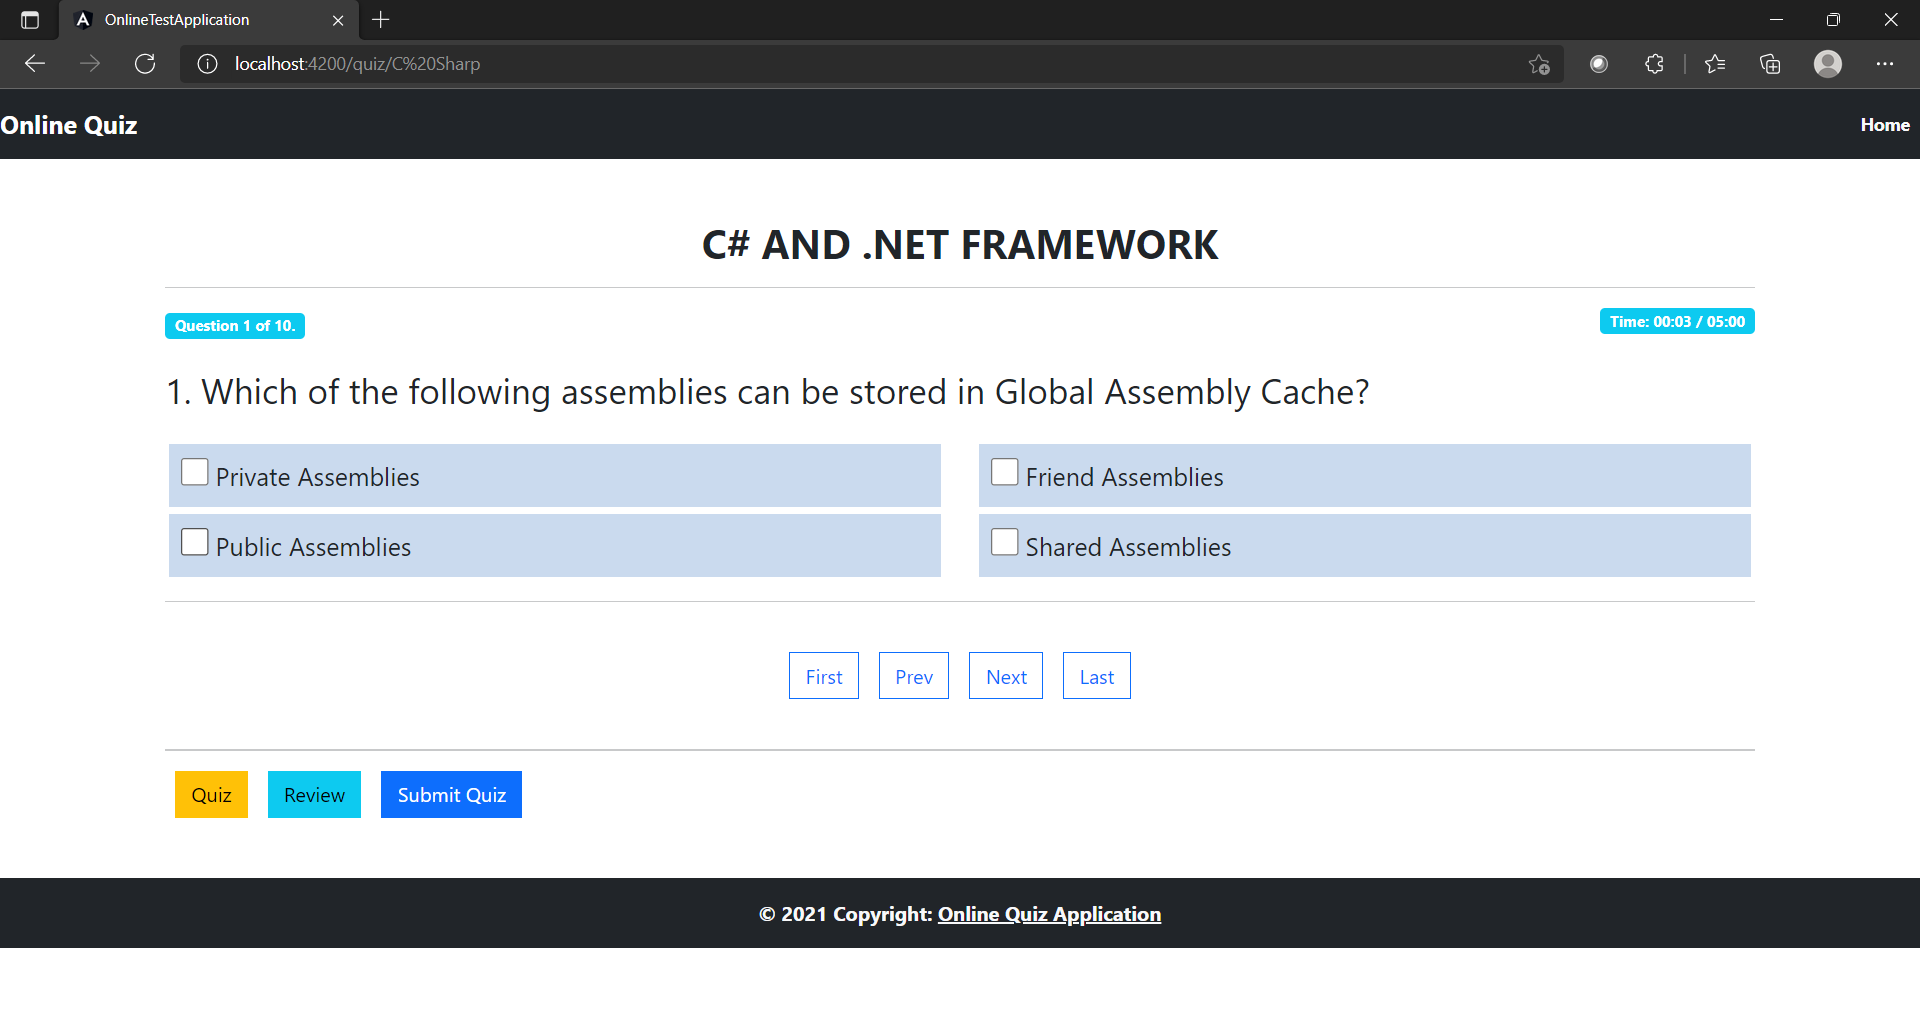 OnlineTestApplication
localhost:4200/quiz/C%20Sharp
Online Quiz
Home
C# AND .NET FRAMEWORK
Question 1 of 10.
Time: 00:03 / 05:00
1. Which of the following assemblies can be stored in Global Assembly Cache?
Private Assemblies
Friend Assemblies
Public Assemblies
Shared Assemblies
First Prev Next Last
Quiz Review Submit Quiz
© 2021 Copyright: Online Quiz Application